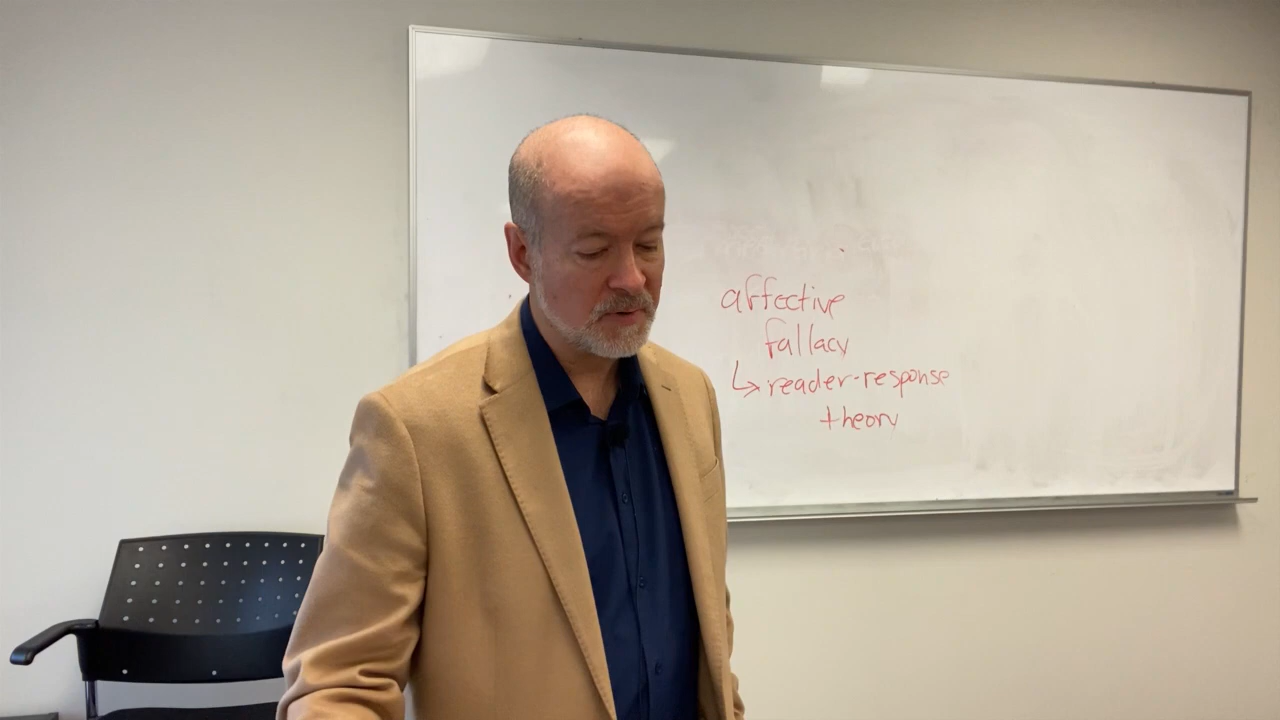 affective
fallacy
↳ reader-response
theory